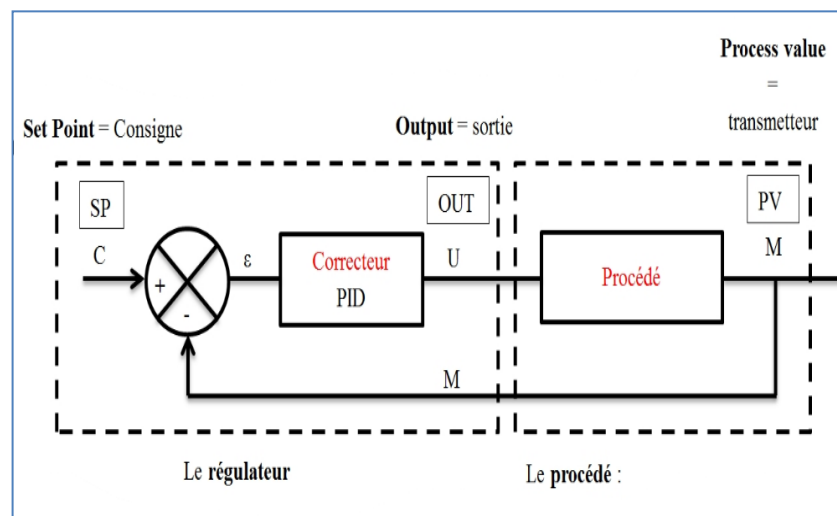 Process value
=
transmetteur
Set Point = Consigne
Output = sortie
SP
OUT
PV
C
ε
Correcteur
PID
U
Procédé
M
+
-
M
Le régulateur
Le procédé :